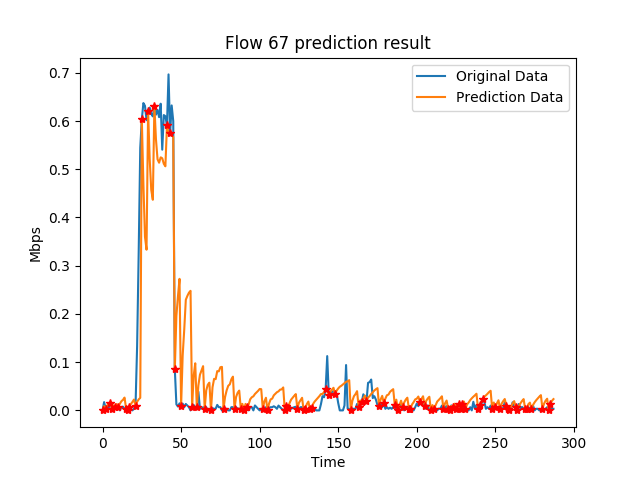 Flow 67 prediction result
Original Data
Prediction Data
Mbps
0.7
0.6
0.5
0.4
0.3
0.2
0.1
0.0
0 50 100 150 200 250 300
Time